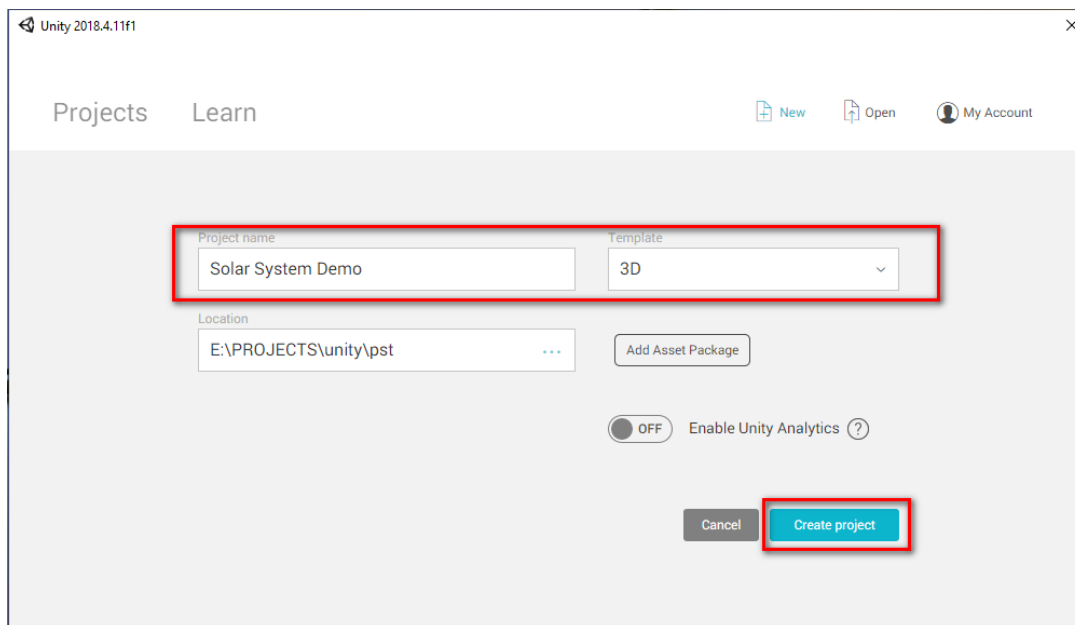 Unity 2018.4.11f1
Projects Learn New Open My Account
Project name Template
Solar System Demo 3D
Location
E:\PROJECTS\unity\pst ... Add Asset Package
OFF Enable Unity Analytics ?
Cancel Create project